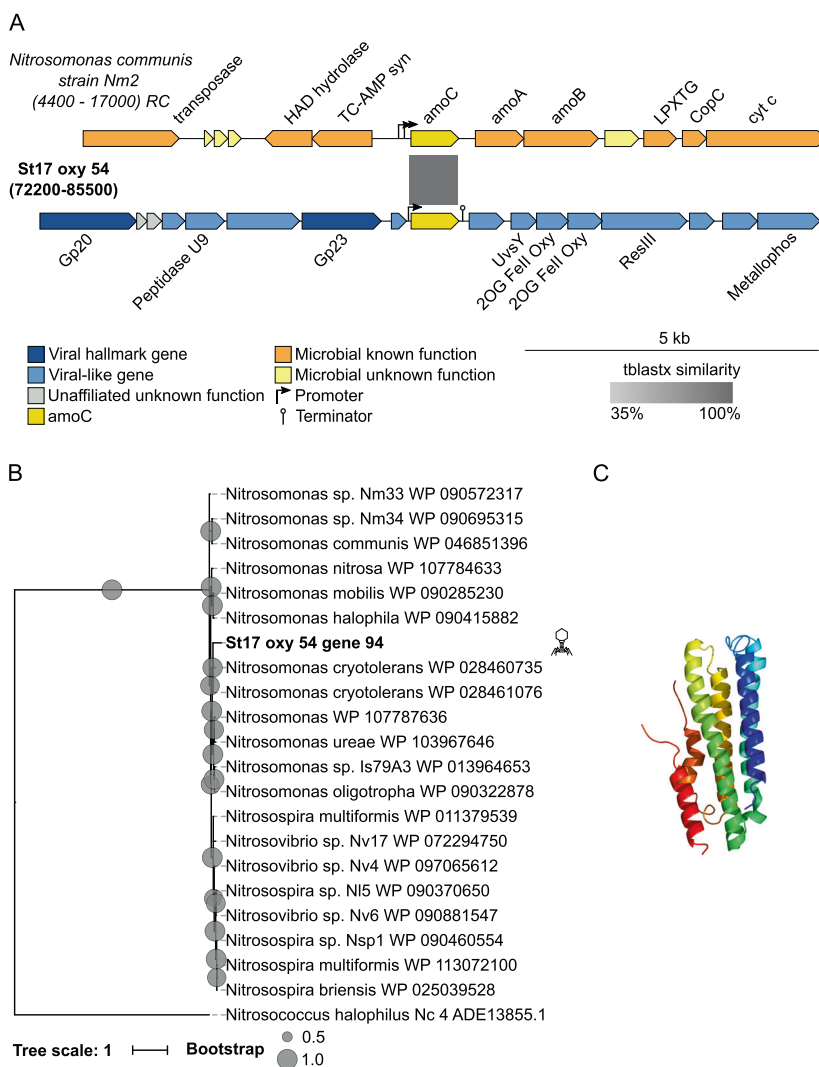 A
Nitrosomonas communis
strain Nm2
(4400 - 17000) RC
transposase
HAD hydrolase
TC-AMP syn
amoC
amoA
amoB
LPXTG
CopC
cyt c
St17 oxy 54
(72200-85500)
Gp20
Peptidase U9
Gp23
UvsY
2OG FeII Oxy
2OG FeII Oxy
ResIII
Metallophos
Viral hallmark gene
Viral-like gene
Unaffiliated unknown function
amoC
Microbial known function
Microbial unknown function
Promoter
Terminator
5 kb
tblastx similarity
35% 100%
B
Nitrosomonas sp. Nm33 WP 090572317
Nitrosomonas sp. Nm34 WP 090695315
Nitrosomonas communis WP 046851396
Nitrosomonas nitrosa WP 107784633
Nitrosomonas mobilis WP 090285230
Nitrosomonas halophila WP 090415882
St17 oxy 54 gene 94
Nitrosomonas cryotolerans WP 028460735
Nitrosomonas cryotolerans WP 028461076
Nitrosomonas WP 107787636
Nitrosomonas ureae WP 103967646
Nitrosomonas sp. Is79A3 WP 013964653
Nitrosomonas oligotropha WP 090322878
Nitrosospira multiformis WP 011379539
Nitrosovibrio sp. Nv17 WP 072294750
Nitrosovibrio sp. Nv4 WP 097065612
Nitrosospira sp. Nl5 WP 090370650
Nitrosovibrio sp. Nv6 WP 090881547
Nitrosospira sp. Nsp1 WP 090460554
Nitrosospira multiformis WP 113072100
Nitrosospira briensis WP 025039528
Nitrosococcus halophilus Nc 4 ADE13855.1
Tree scale: 1
Bootstrap
0.5
1.0
C